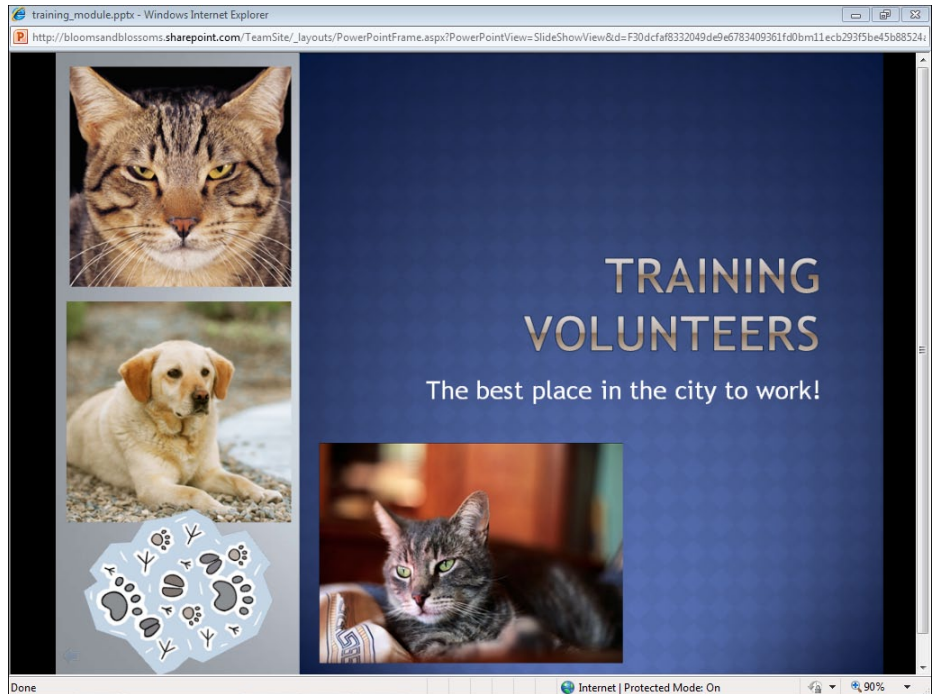 training_module.pptx - Windows Internet Explorer
http://bloomsandblossoms.sharepoint.com/TeamSite/_layouts/PowerPointFrame.aspx?PowerPointView=SlideShowView&d=F30dcfaf8332049de9e6783409361fd0bm11ecb293f5be45b88524a
TRAINING
VOLUNTEERS
The best place in the city to work!
Done
Internet | Protected Mode: On
90%